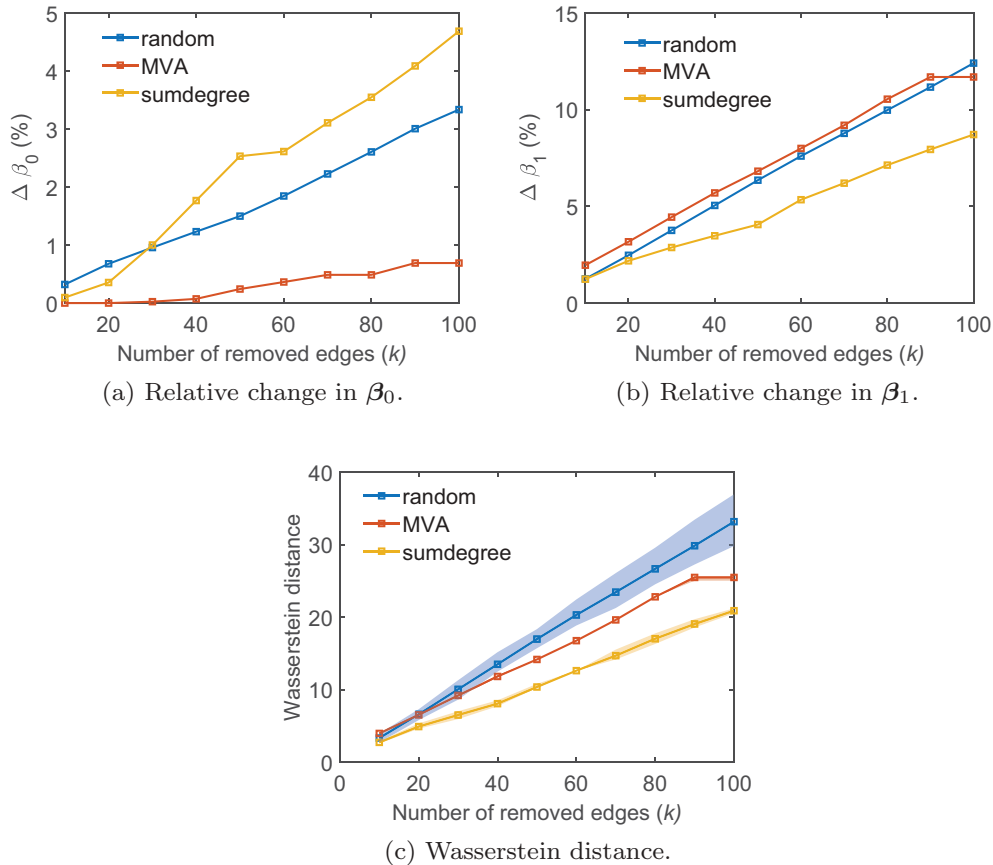 5
4
3
2
1
0
Δ β0 (%)
random
MVA
sumdegree
20 40 60 80 100
Number of removed edges (k)
(a) Relative change in β0.
15
10
5
0
Δ β1 (%)
random
MVA
sumdegree
20 40 60 80 100
Number of removed edges (k)
(b) Relative change in β1.
40
30
20
10
0
Wasserstein distance
random
MVA
sumdegree
0 20 40 60 80 100
Number of removed edges (k)
(c) Wasserstein distance.